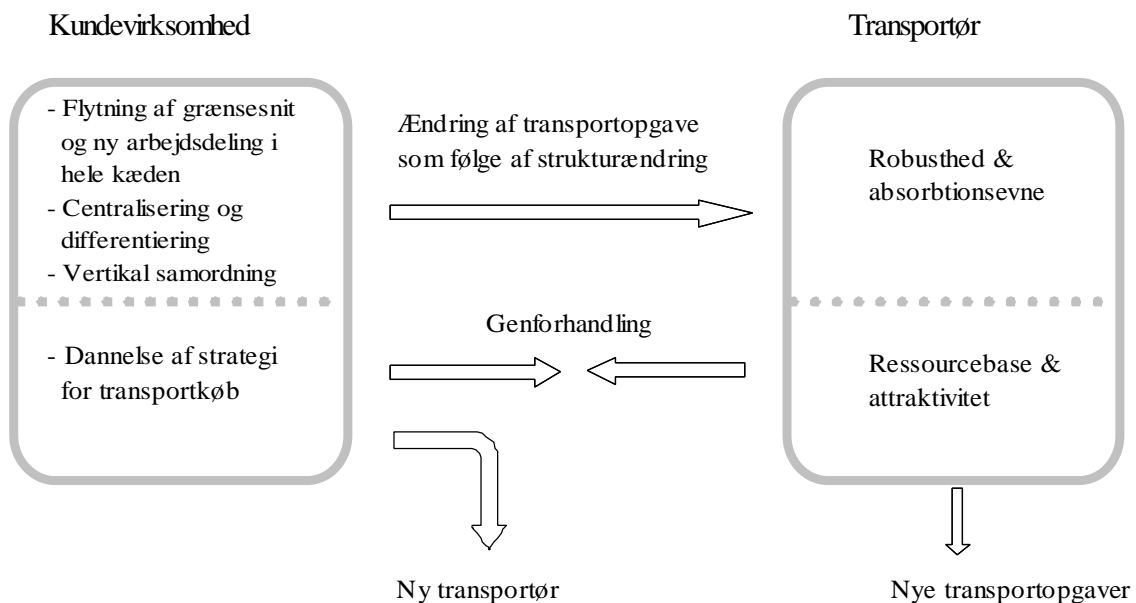 Kundevirksomhed
Transportør
- Flytning af grænsesnit
og ny arbejdsdeling i
hele kæden
- Centralisering og
differentiering
- Vertikal samordning
Ændring af transportopgave
som følge af strukturændring
Robusthed &
absorbtionsevne
- Dannelse af strategi
for transportkøb
Genforhandling
Ressourcebase &
attraktivitet
Ny transportør
Nye transportopgaver